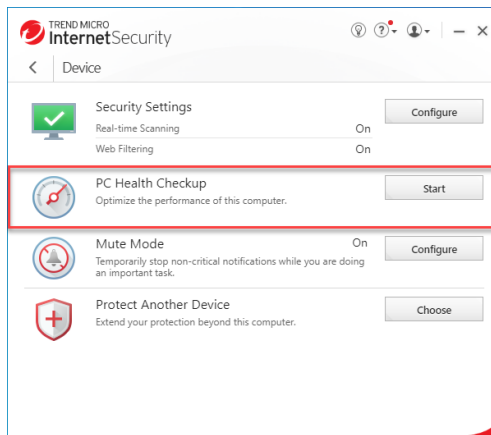 TREND MICRO
InternetSecurity
Device
Security Settings
Configure
Real-time Scanning On
Web Filtering On
PC Health Checkup
Start
Optimize the performance of this computer.
Mute Mode On
Configure
Temporarily stop non-critical notifications while you are doing
an important task.
Protect Another Device
Choose
Extend your protection beyond this computer.